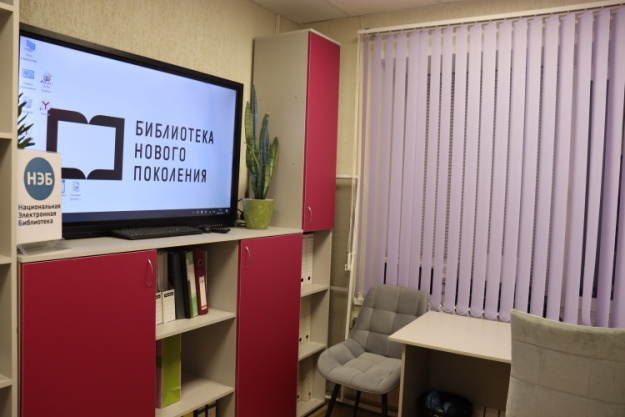 БИБЛИОТЕКА
НОВОГО
ПОКОЛЕНИЯ
НЭБ
Национальная
Электронная
Библиотека